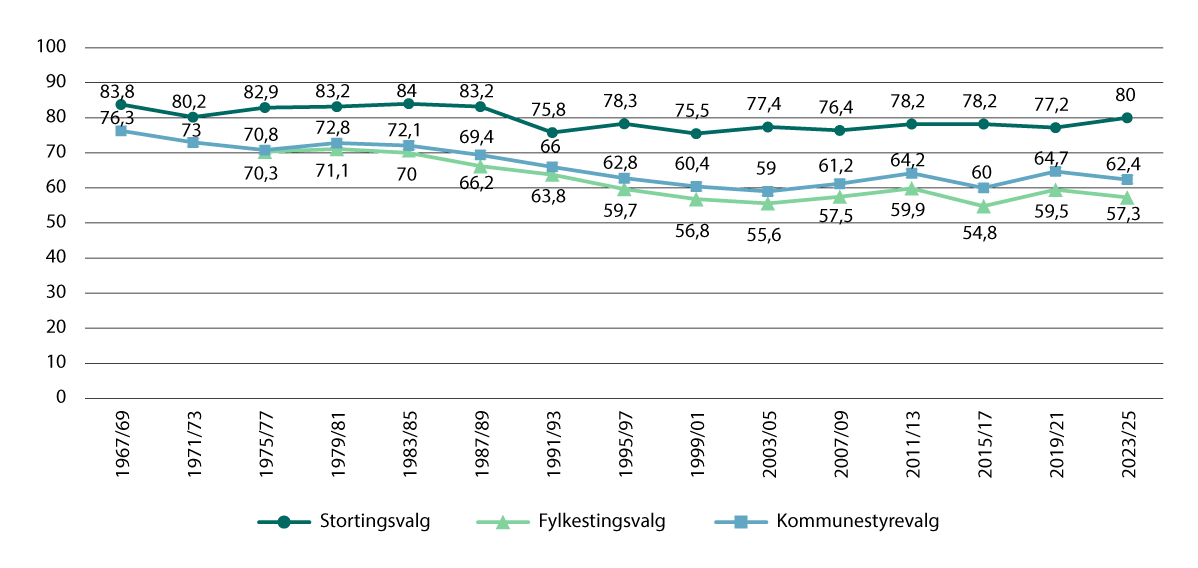 100
90
80
70
60
50
40
30
20
10
0
83,8 80,2 82,9 83,2 84 83,2 75,8 78,3 75,5 77,4 76,4 78,2 78,2 77,2 80
76,3 73 70,8 72,8 72,1 69,4 66 62,8 60,4 59 61,2 64,2 60 64,7 62,4
70,3 71,1 70 66,2 63,8 59,7 56,8 55,6 57,5 59,9 54,8 59,5 57,3
1967/69 1971/73 1975/77 1979/81 1983/85 1987/89 1991/93 1995/97 1999/01 2003/05 2007/09 2011/13 2015/17 2019/21 2023/25
Stortingsvalg Fylkestingsvalg Kommunestyrevalg